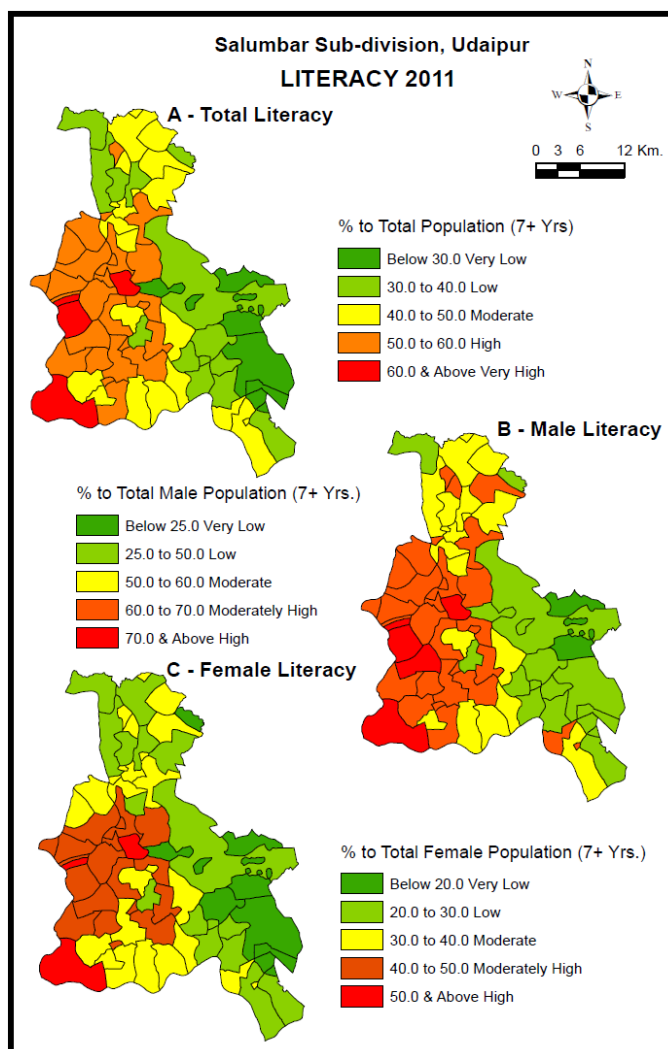 Salumbar Sub-division, Udaipur
LITERACY 2011
N
W E
S
0 3 6 12 Km.
A - Total Literacy
% to Total Population (7+ Yrs)
Below 30.0 Very Low
30.0 to 40.0 Low
40.0 to 50.0 Moderate
50.0 to 60.0 High
60.0 & Above Very High
B - Male Literacy
% to Total Male Population (7+ Yrs.)
Below 25.0 Very Low
25.0 to 50.0 Low
50.0 to 60.0 Moderate
60.0 to 70.0 Moderately High
70.0 & Above High
C - Female Literacy
% to Total Female Population (7+ Yrs.)
Below 20.0 Very Low
20.0 to 30.0 Low
30.0 to 40.0 Moderate
40.0 to 50.0 Moderately High
50.0 & Above High